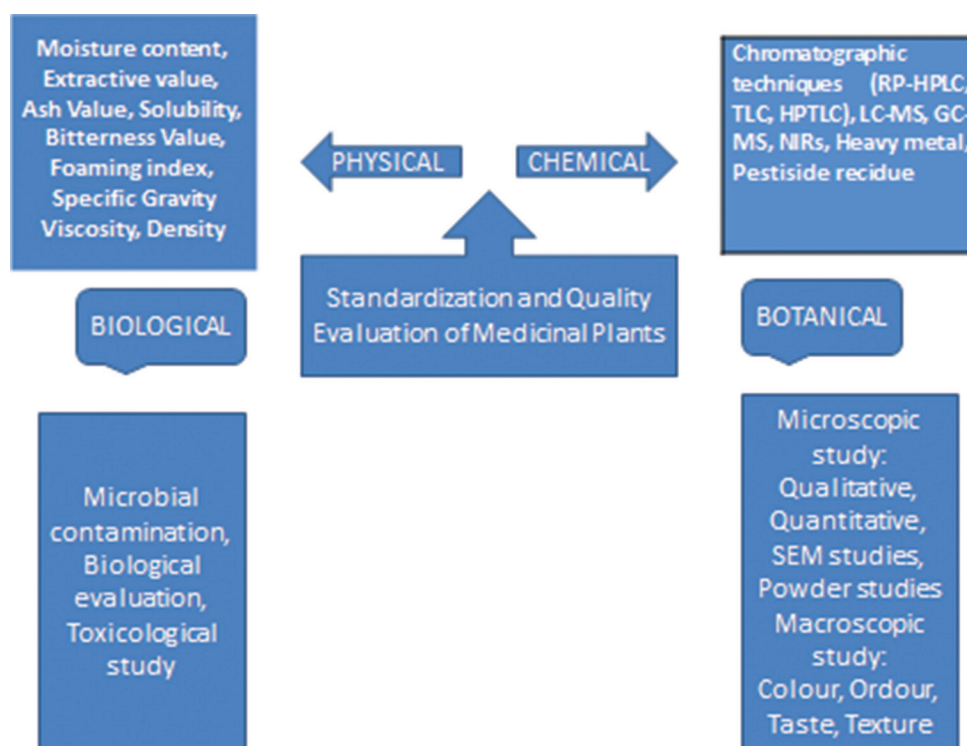 Moisture content,
Extractive value,
Ash Value, Solubility,
Bitterness Value,
Foaming index,
Specific Gravity
Viscosity, Density
PHYSICAL
CHEMICAL
Chromatographic
techniques (RP-HPLC,
TLC, HPTLC), LC-MS, GC-
MS, NIRs, Heavy metal,
Pestiside recidue
Standardization and Quality
Evaluation of Medicinal Plants
BIOLOGICAL
BOTANICAL
Microbial
contamination,
Biological
evaluation,
Toxicological
study
Microscopic
study:
Qualitative,
Quantitative,
SEM studies,
Powder studies
Macroscopic
study:
Colour, Ordour,
Taste, Texture